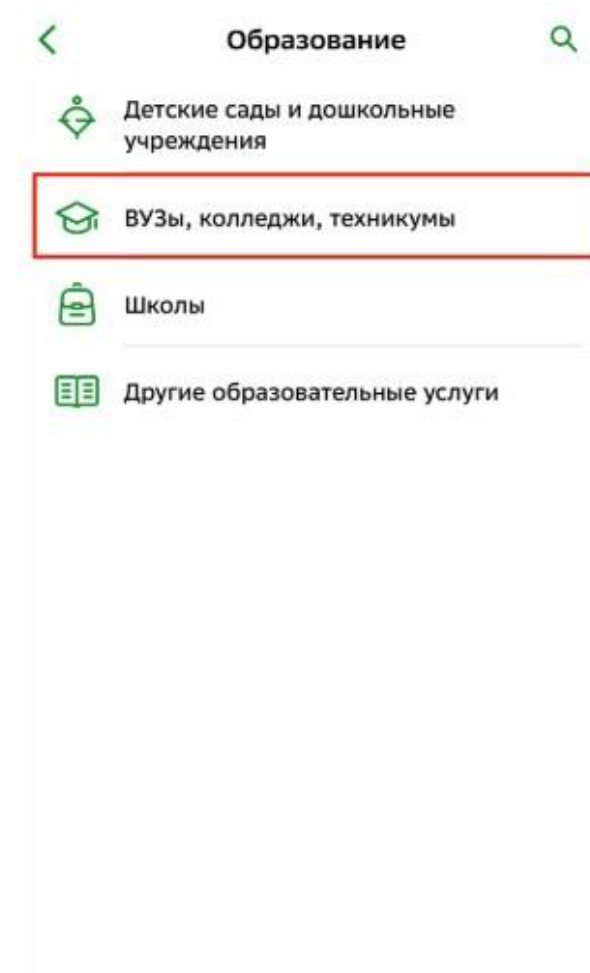 Образование
Детские сады и дошкольные
учреждения
ВУЗы, колледжи, техникумы
Школы
Другие образовательные услуги